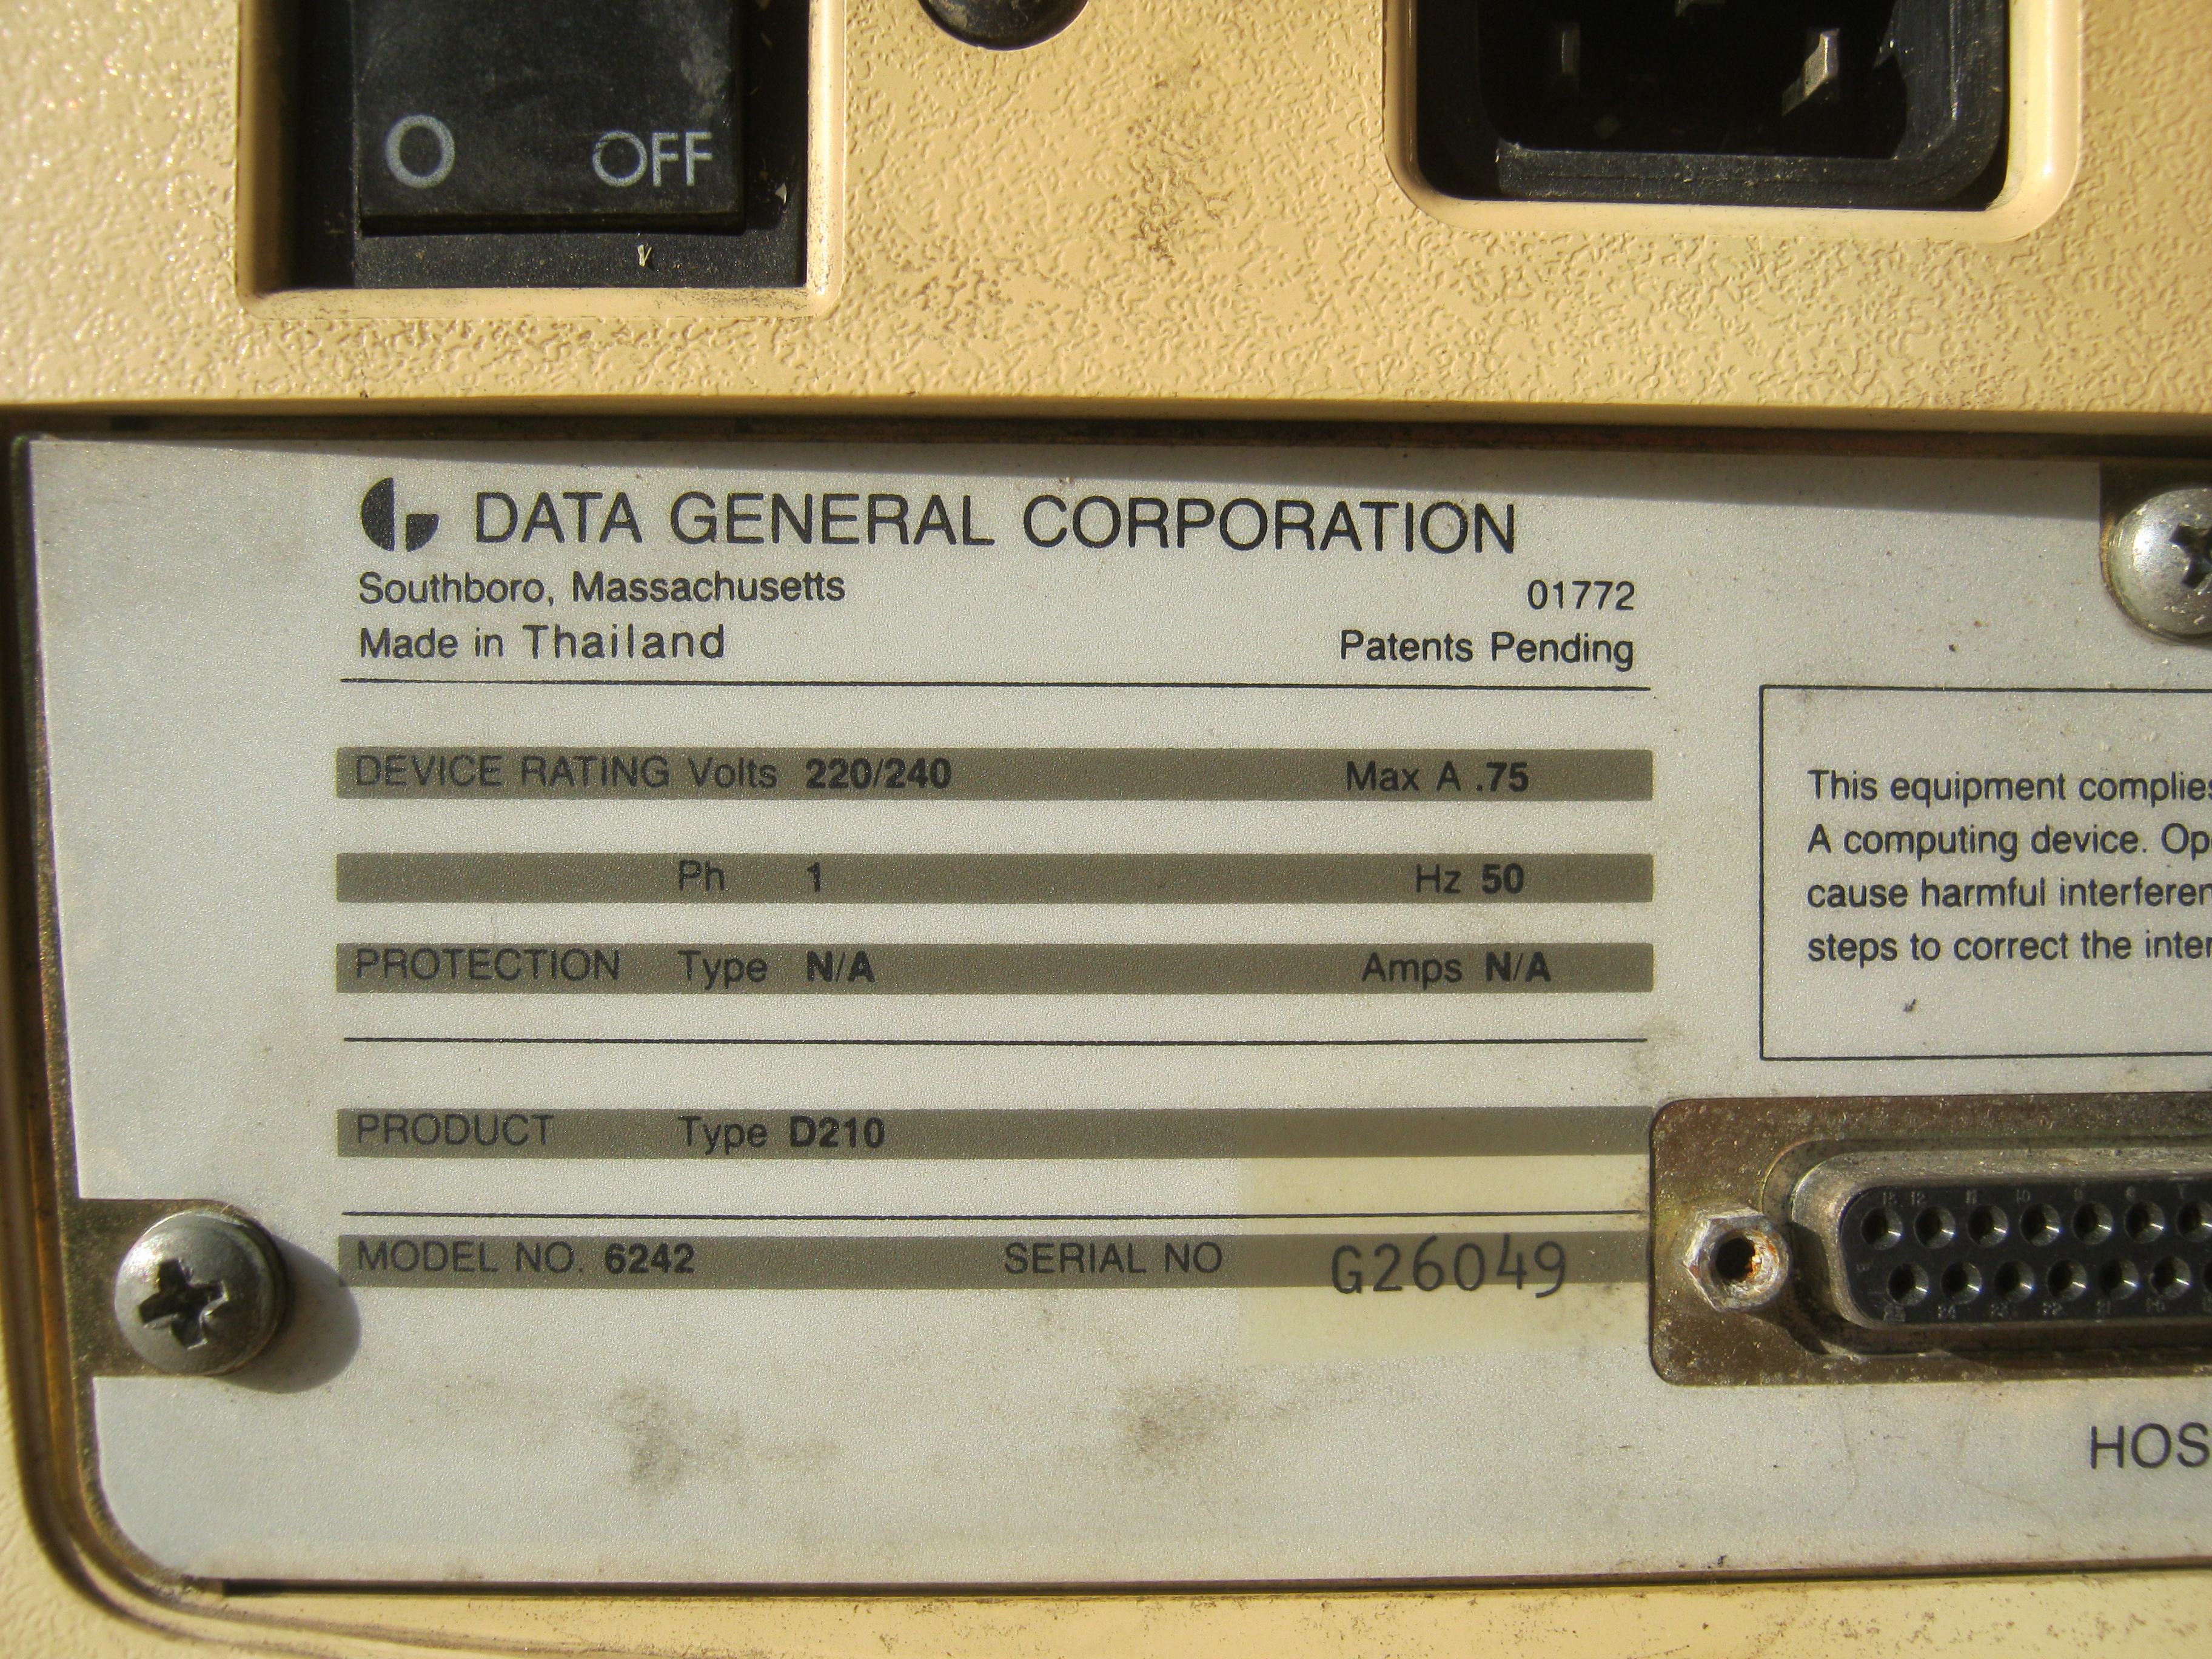 O OFF
DATA GENERAL CORPORATION
Southboro, Massachusetts 01772
Made in Thailand Patents Pending
DEVICE RATING Volts 220/240 Max A .75
Ph 1 Hz 50
PROTECTION Type N/A Amps N/A
PRODUCT Type D210
MODEL NO. 6242 SERIAL NO G26049
This equipment complies
A computing device. Op
cause harmful interferen
steps to correct the inter
HOS